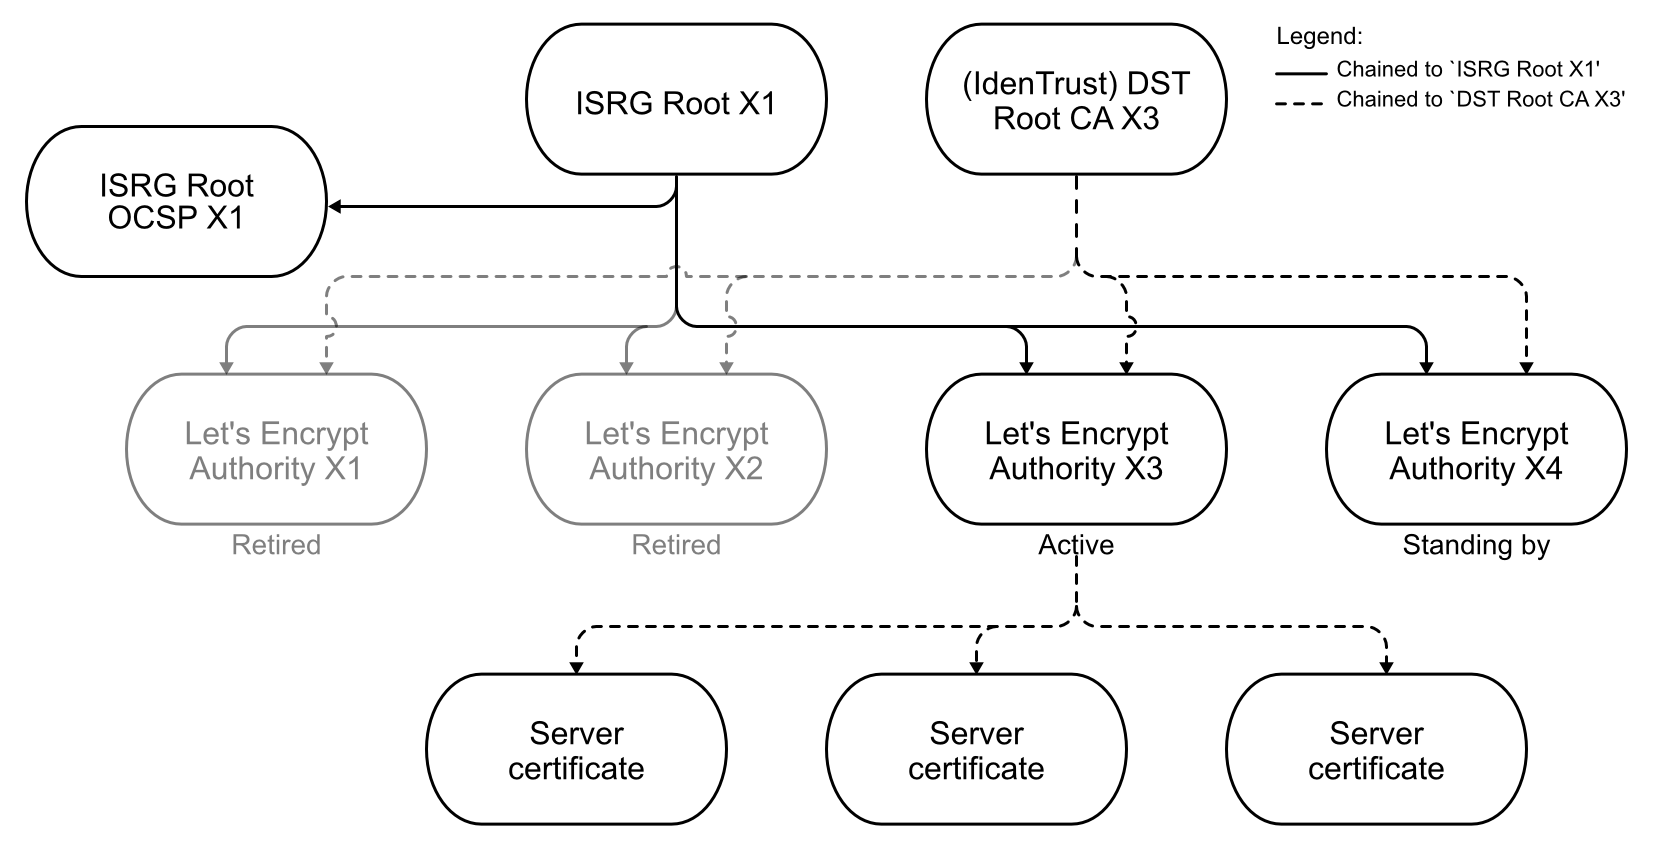 ISRG Root X1
(IdenTrust) DST
Root CA X3
Legend:
Chained to `ISRG Root X1'
Chained to `DST Root CA X3'
ISRG Root
OCSP X1
Let's Encrypt
Authority X1
Retired
Let's Encrypt
Authority X2
Retired
Let's Encrypt
Authority X3
Active
Let's Encrypt
Authority X4
Standing by
Server
certificate
Server
certificate
Server
certificate